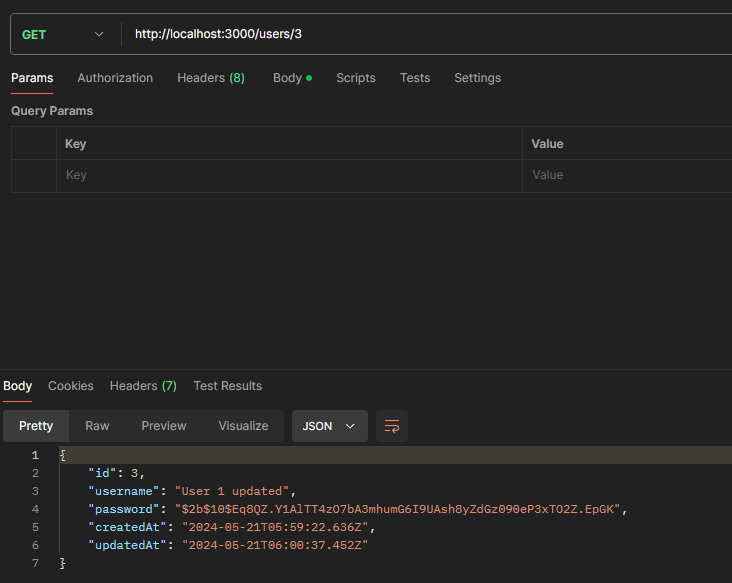 GET http://localhost:3000/users/3
Params Authorization Headers (8) Body Scripts Tests Settings
Query Params
Key Value
Key Value
Body Cookies Headers (7) Test Results
Pretty Raw Preview Visualize JSON
1 {
2 "id": 3,
3 "username": "User 1 updated",
4 "password": "$2b$10$Eq8QZ.Y1AlTT4zO7bA3mhumG6I9UAsh8yZdGz090eP3xTO2Z.EpGK",
5 "createdAt": "2024-05-21T05:59:22.636Z",
6 "updatedAt": "2024-05-21T06:00:37.452Z"
7 }